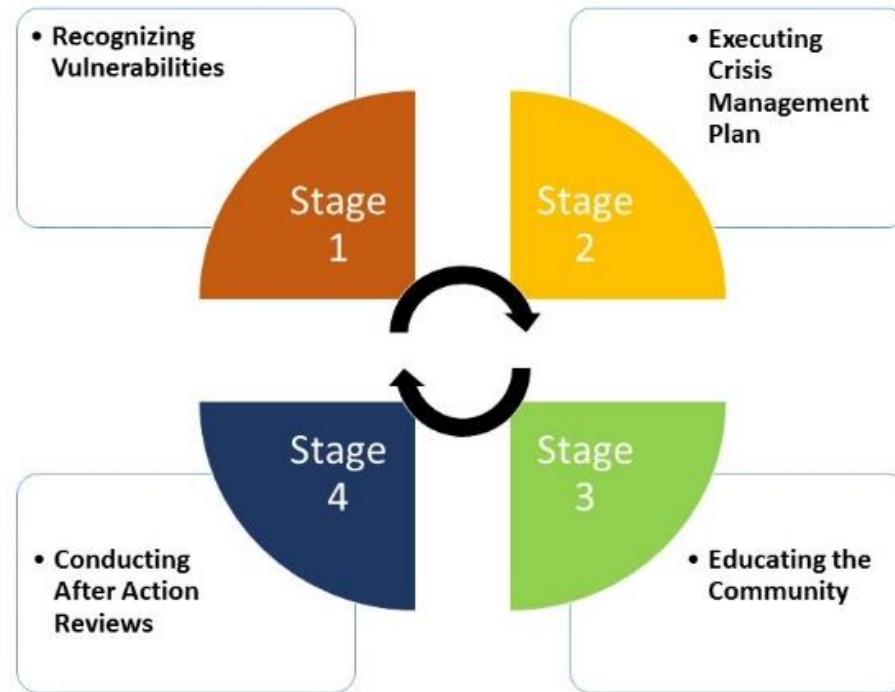 • Recognizing
Vulnerabilities
Stage
1
• Executing
Crisis
Management
Plan
Stage
2
Stage
3
• Educating the
Community
Stage
4
• Conducting
After Action
Reviews